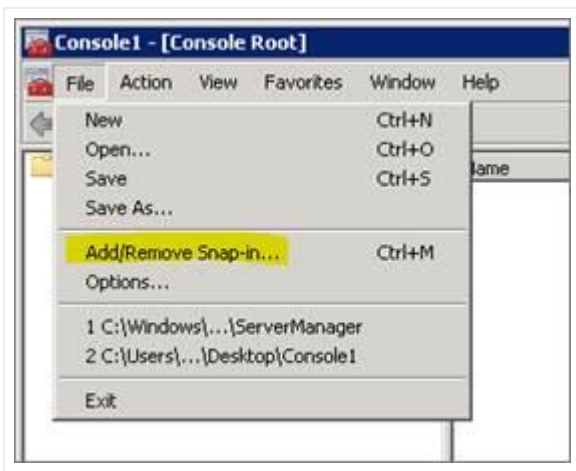 Console1 - [Console Root]
File Action View Favorites Window Help
New Ctrl+N
Open... Ctrl+O
Save Ctrl+S
Save As...
Name
Add/Remove Snap-in... Ctrl+M
Options...
1 C:\Windows\...\ServerManager
2 C:\Users\...\Desktop\Console1
Exit